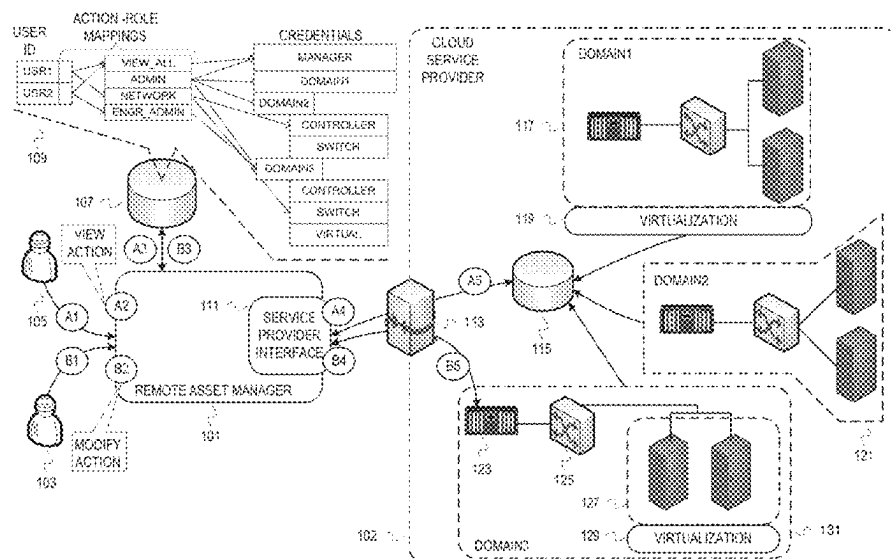 ACTION -ROLE
MAPPINGS
USER
ID
CREDENTIALS
USR1
USR2
VIEW_ALL
ADMIN
NETWORK
ENGR_ADMIN
MANAGER
DOMAIN1
DOMAIN2
CONTROLLER
SWITCH
DOMAIN3
CONTROLLER
SWITCH
VIRTUAL
109
107
VIEW
ACTION
A3
B3
105
A1
A2
B1
B2
103
MODIFY
ACTION
111
SERVICE
PROVIDER
INTERFACE
A4
B4
REMOTE ASSET MANAGER
101
CLOUD
SERVICE
PROVIDER
DOMAIN1
117
119
VIRTUALIZATION
A5
113
115
B5
DOMAIN2
121
123
125
127
102
129
VIRTUALIZATION
131
DOMAIN3